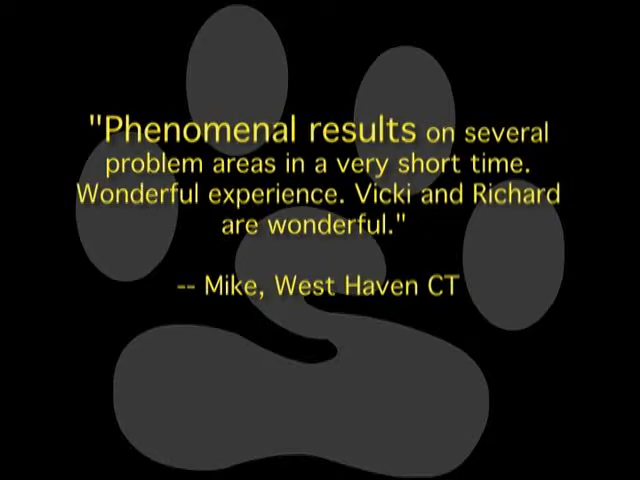 "Phenomenal results on several
problem areas in a very short time.
Wonderful experience. Vicki and Richard
are wonderful."
-- Mike, West Haven CT